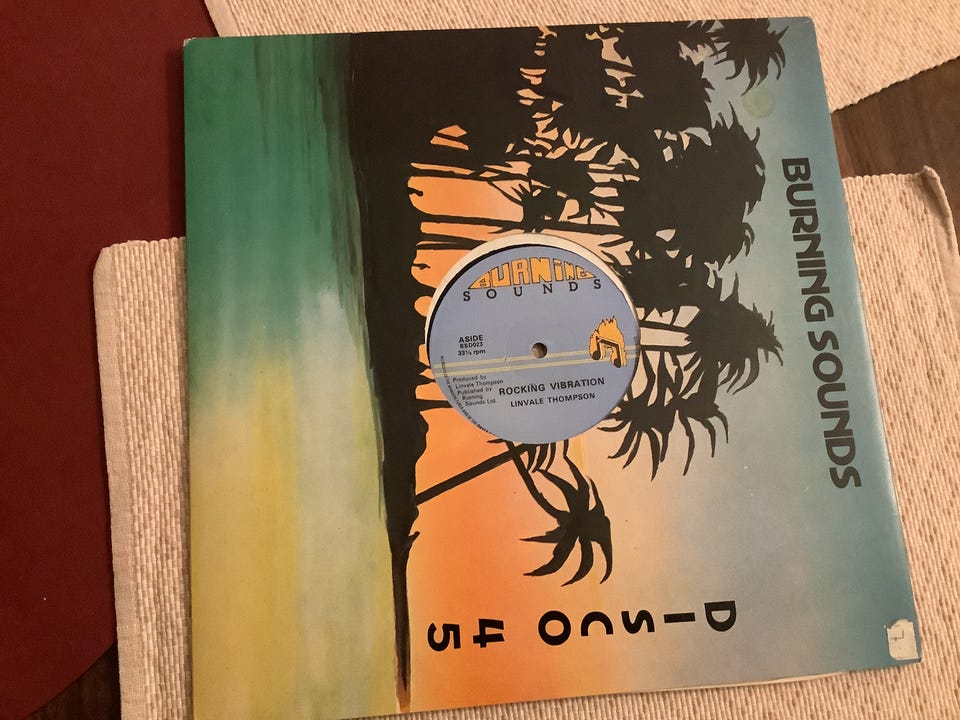 BURNING SOUNDS
DISCO 45
BURNING
SOUNDS
ASIDE
BSD023
33⅓ rpm
Produced by
Linvale Thompson
Published by
Burning
Sounds Ltd.
ROCKING VIBRATION
LINVALE THOMPSON